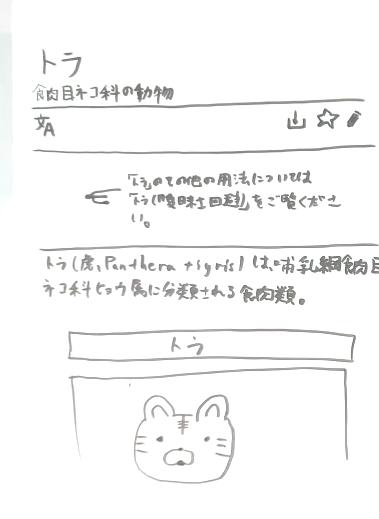 トラ
食肉目ネコ科の動物
文A
「トラ」のその他の用法については
「トラ (曖昧さ回避)」をご覧くださ
い。
トラ(虎、Panthera tigris)は、哺乳綱食肉目
ネコ科ヒョウ属に分類される食肉類。
トラ